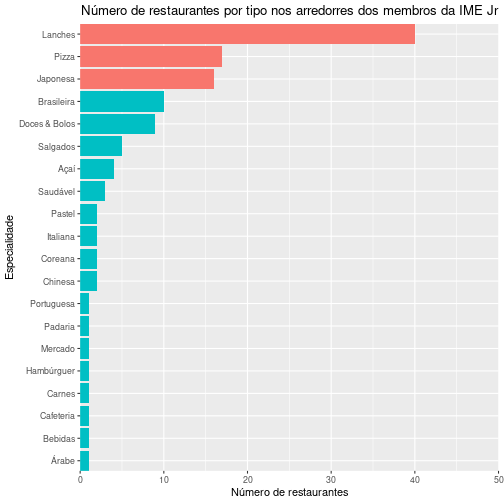 Número de restaurantes por tipo nos arredorres dos membros da IME Jr
Lanches
Pizza
Japonesa
Brasileira
Doces & Bolos
Salgados
Açaí
Saudável
Pastel
Italiana
Coreana
Chinesa
Portuguesa
Padaria
Mercado
Hambúrguer
Carnes
Cafeteria
Bebidas
Árabe
Especialidade
0 10 20 30 40 50
Número de restaurantes